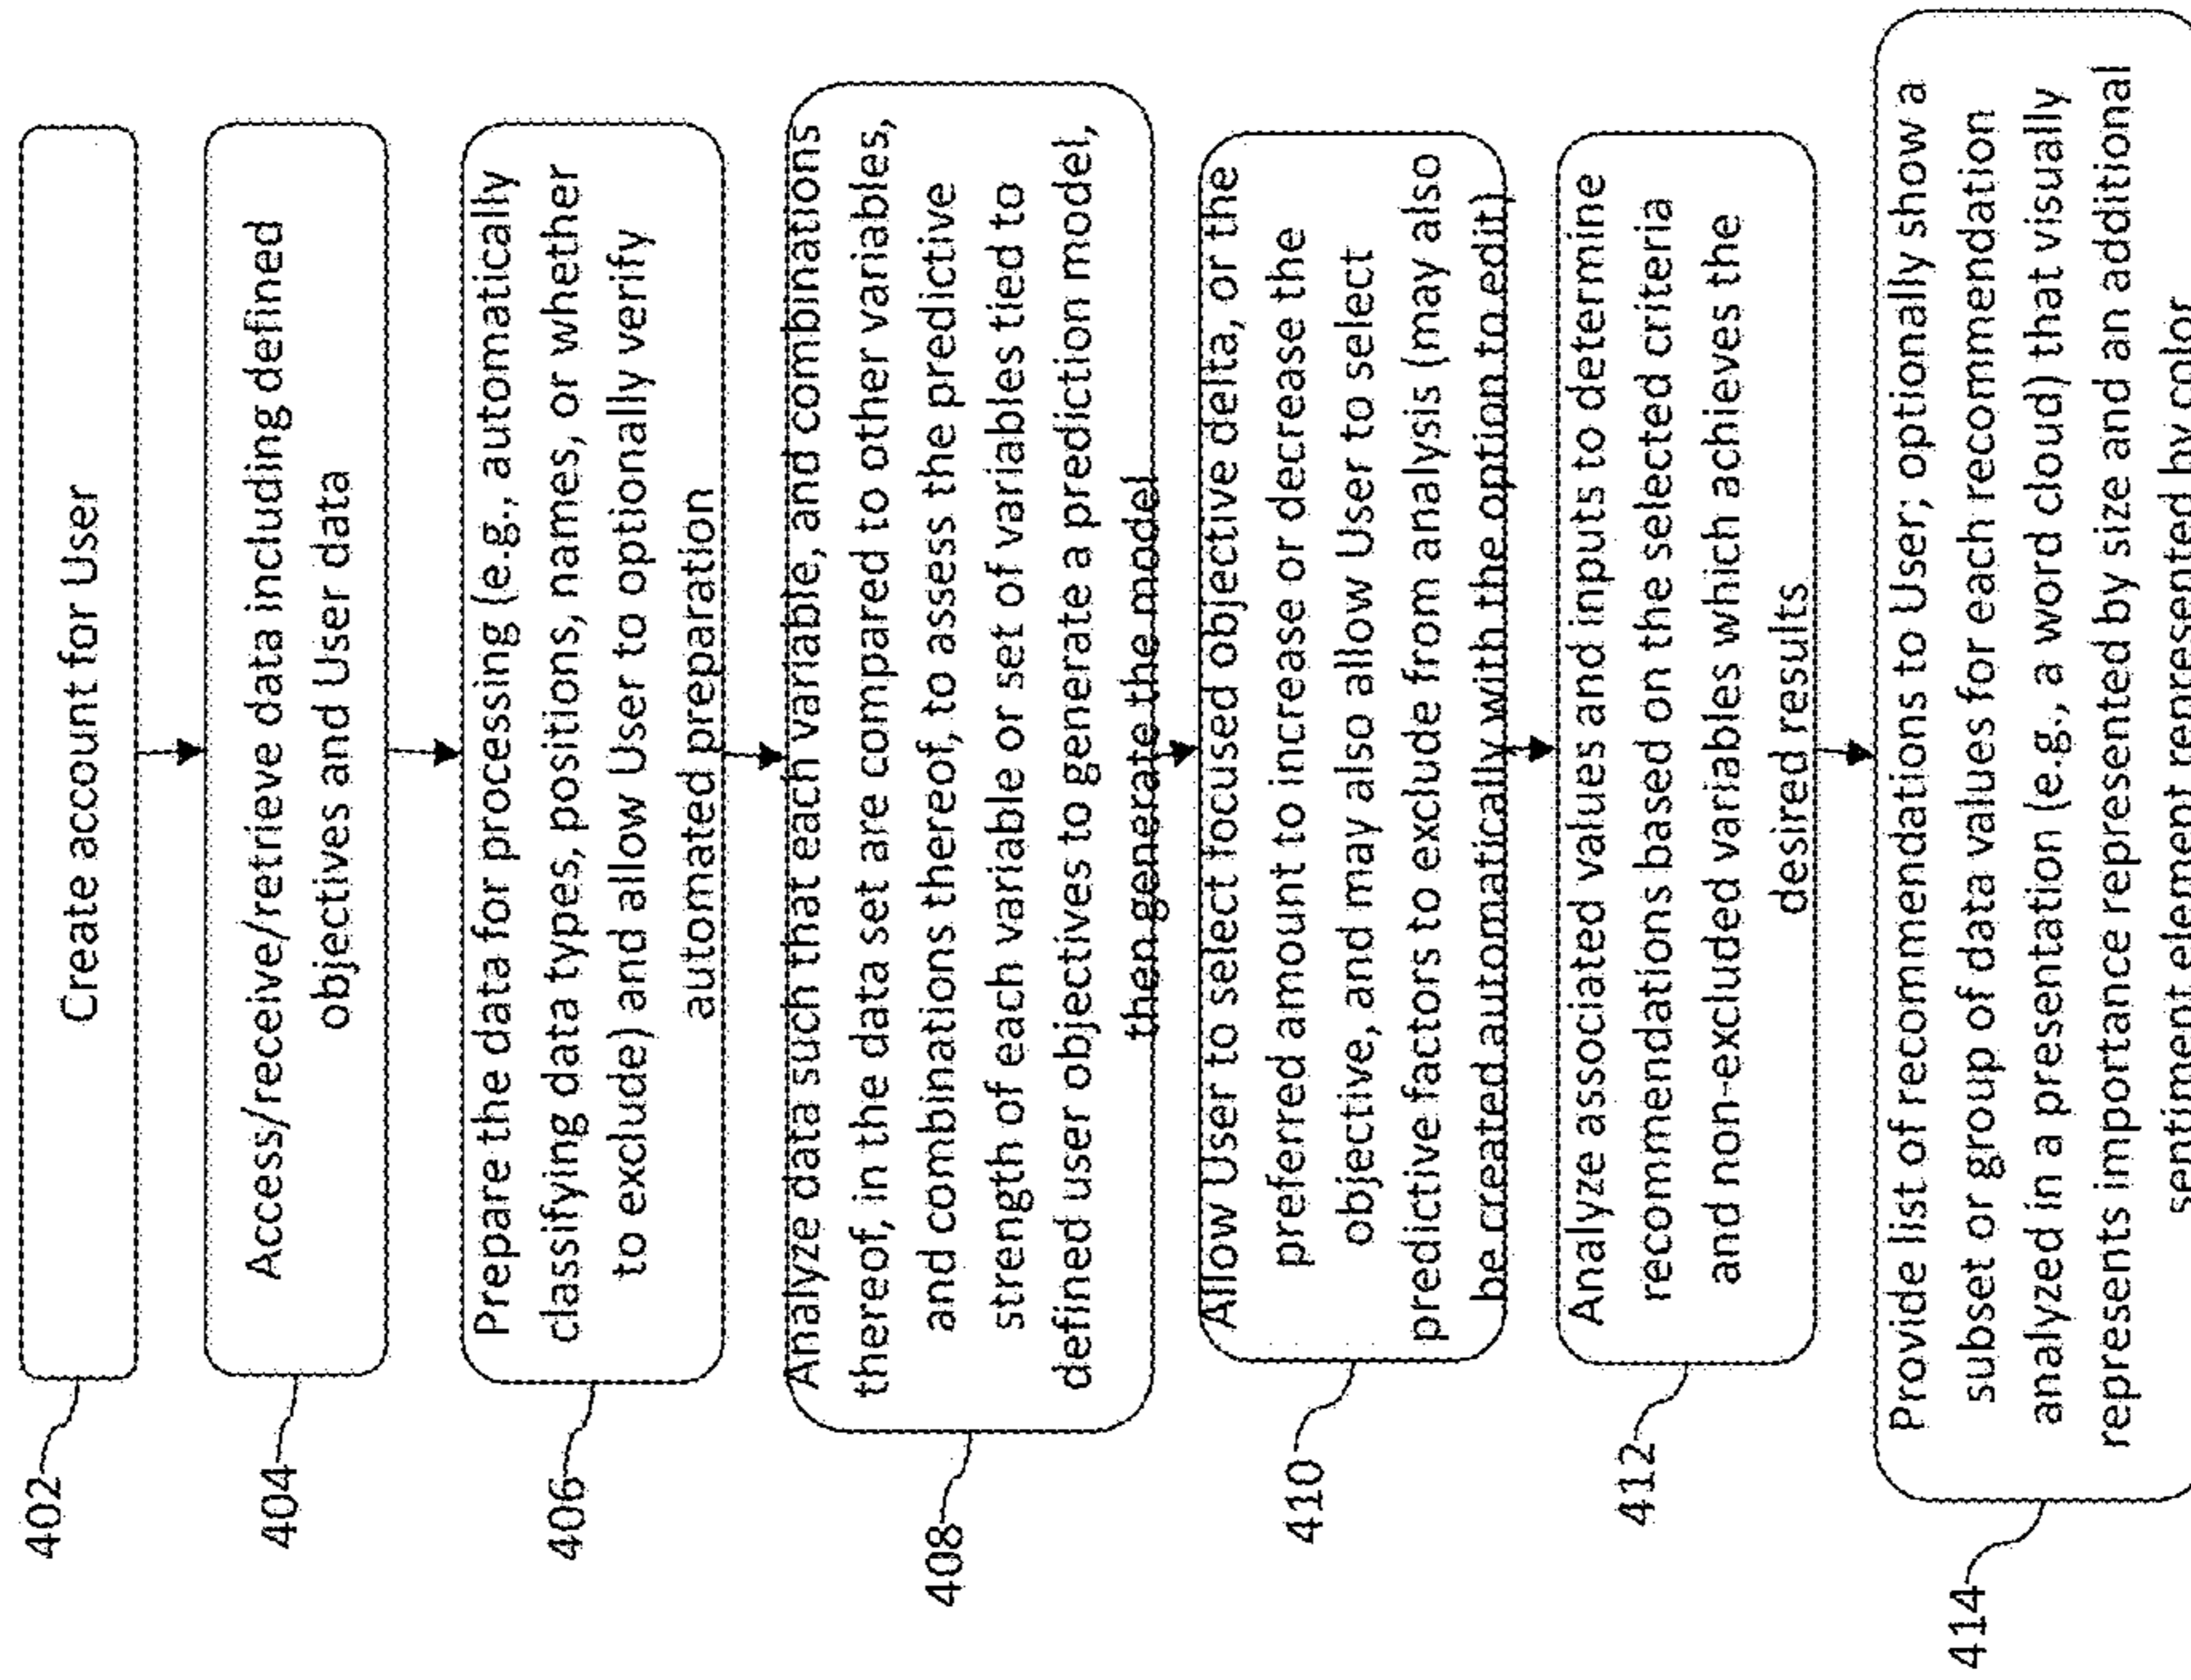 402
Create account for User
404
Access/receive/retrieve data including defined
objectives and User data
406
Prepare the data for processing (e.g., automatically
classifying data types, positions, names, or whether
to exclude) and allow User to optionally verify
automated preparation
408
Analyze data such that each variable, and combinations
thereof, in the data set are compared to other variables,
and combinations thereof, to assess the predictive
strength of each variable or set of variables tied to
defined user objectives to generate a prediction model,
then generate the model
410
Allow User to select focused objective delta, or the
preferred amount to increase or decrease the
objective, and may also allow User to select
predictive factors to exclude from analysis (may also
be created automatically with the option to edit)
412
Analyze associated values and inputs to determine
recommendations based on the selected criteria
and non-excluded variables which achieves the
desired results
414
Provide list of recommendations to User; optionally show a
subset or group of data values for each recommendation
analyzed in a presentation (e.g., a word cloud) that visually
represents importance represented by size and an additional
sentiment element represented by color